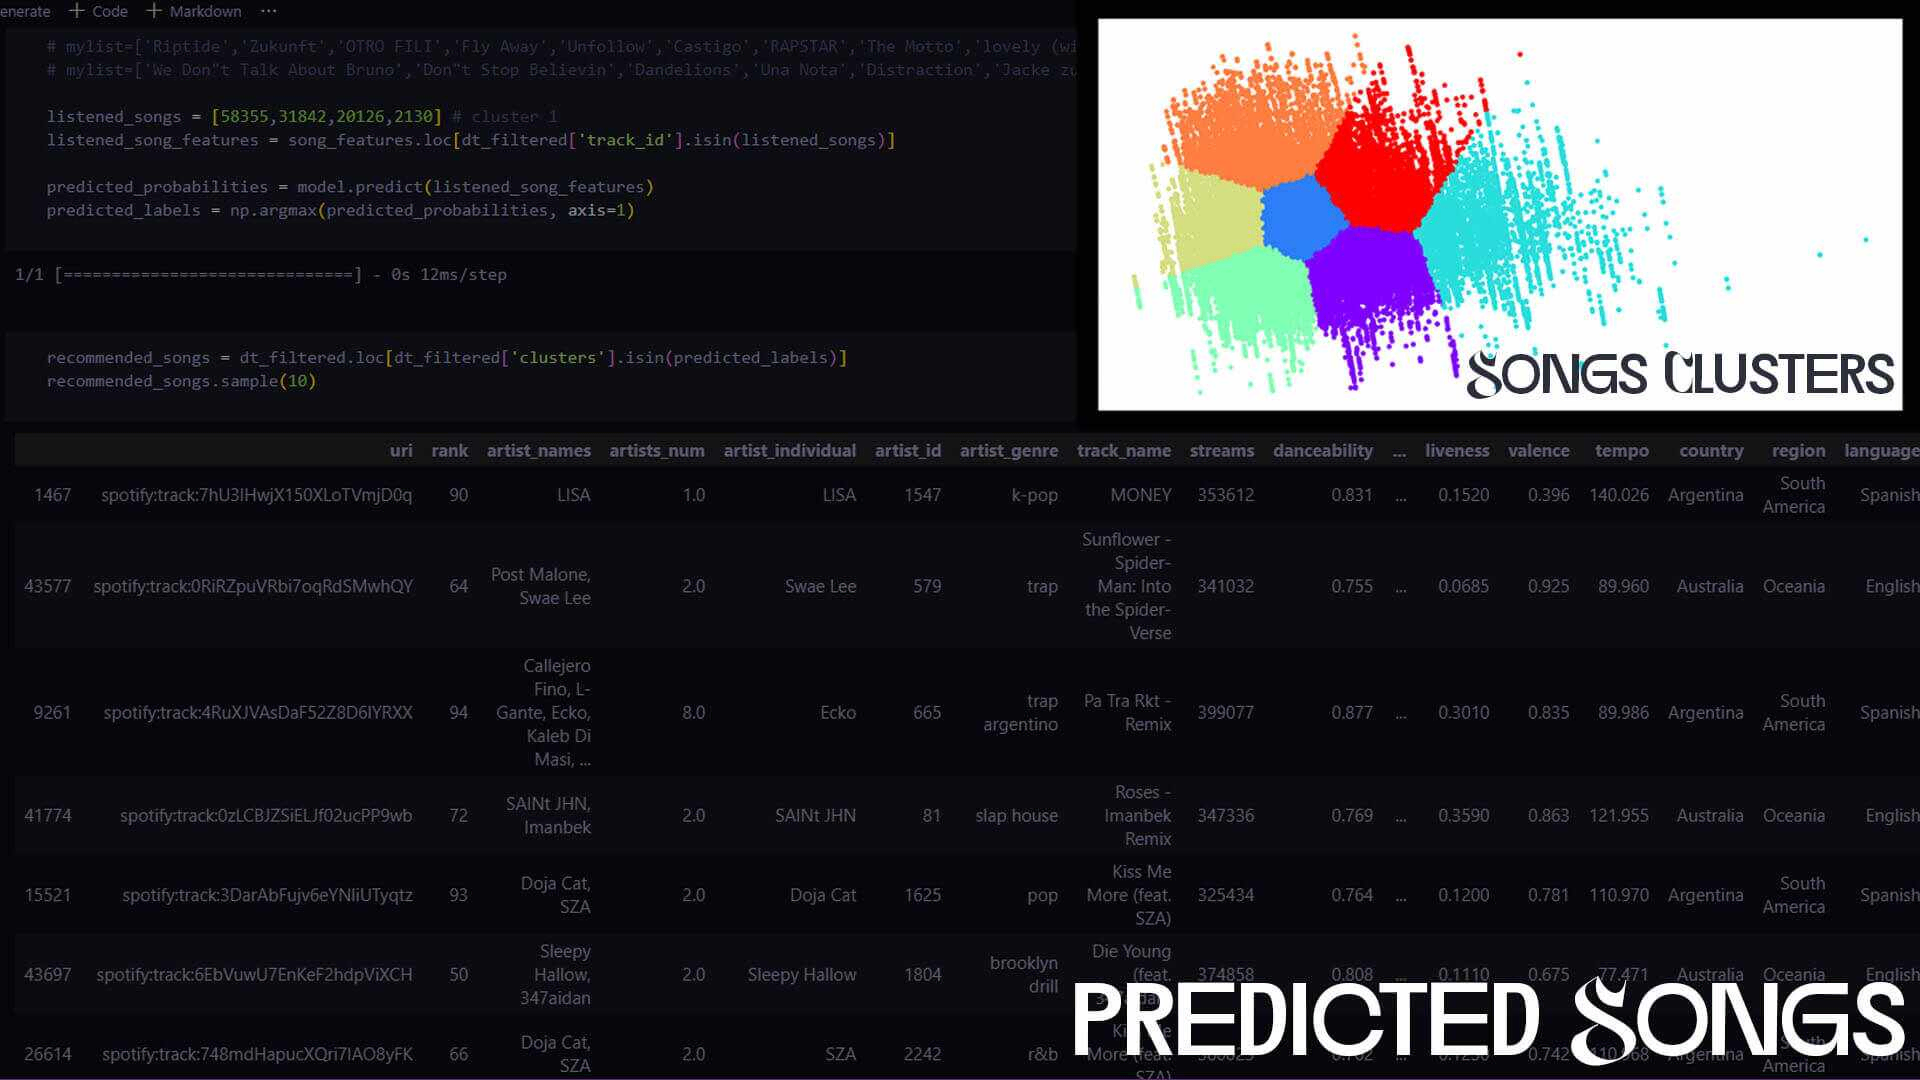 enerate + Code + Markdown ...
# mylist=['Riptide','Zukunft','OTRO FILI','Fly Away','Unfollow','Castigo','RAPSTAR','The Motto','lovely (wi
# mylist=['We Don"t Talk About Bruno','Don"t Stop Believin','Dandelions','Una Nota','Distraction','Jacke zu
listened_songs = [58355,31842,20126,2130] # cluster 1
listened_song_features = song_features.loc[dt_filtered['track_id'].isin(listened_songs)]
predicted_probabilities = model.predict(listened_song_features)
predicted_labels = np.argmax(predicted_probabilities, axis=1)
1/1 [==============================] - 0s 12ms/step
recommended_songs = dt_filtered.loc[dt_filtered['clusters'].isin(predicted_labels)]
recommended_songs.sample(10)
SONGS CLUSTERS
uri rank artist_names artists_num artist_individual artist_id artist_genre track_name streams danceability ... liveness valence tempo country region language
1467 spotify:track:7hU3IHwjX150XLoTVmjD0q 90 LISA 1.0 LISA 1547 k-pop MONEY 353612 0.831 ... 0.1520 0.396 140.026 Argentina South America Spanish
43577 spotify:track:0RiRZpuVRbi7oqRdSMwhQY 64 Post Malone, Swae Lee 2.0 Swae Lee 579 trap Sunflower - Spider-Man: Into the Spider-Verse 341032 0.755 ... 0.0685 0.925 89.960 Australia Oceania English
9261 spotify:track:4RuXJVAsDaF52Z8D6IYRXX 94 Callejero Fino, L-Gante, Ecko, Kaleb Di Masi, ... 8.0 Ecko 665 trap argentino Pa Tra Rkt - Remix 399077 0.877 ... 0.3010 0.835 89.986 Argentina South America Spanish
41774 spotify:track:0zLCBJZSiELJf02ucPP9wb 72 SAINt JHN, Imanbek 2.0 SAINt JHN 81 slap house Roses - Imanbek Remix 347336 0.769 ... 0.3590 0.863 121.955 Australia Oceania English
15521 spotify:track:3DarAbFujv6eYNliUTyqtz 93 Doja Cat, SZA 2.0 Doja Cat 1625 pop Kiss Me More (feat. SZA) 325434 0.764 ... 0.1200 0.781 110.970 Argentina South America Spanish
43697 spotify:track:6EbVuwU7EnKeF2hdpViXCH 50 Sleepy Hallow, 347aidan 2.0 Sleepy Hallow 1804 brooklyn drill Die Young (feat. 374858 0.808 ... 0.1110 0.675 77.471 Australia Oceania English
26614 spotify:track:748mdHapucXQri7IAO8yFK 66 Doja Cat, SZA 2.0 SZA 2242 r&b More (feat. SZA) 0.742 Argentina America Spanish
PREDICTED SONGS